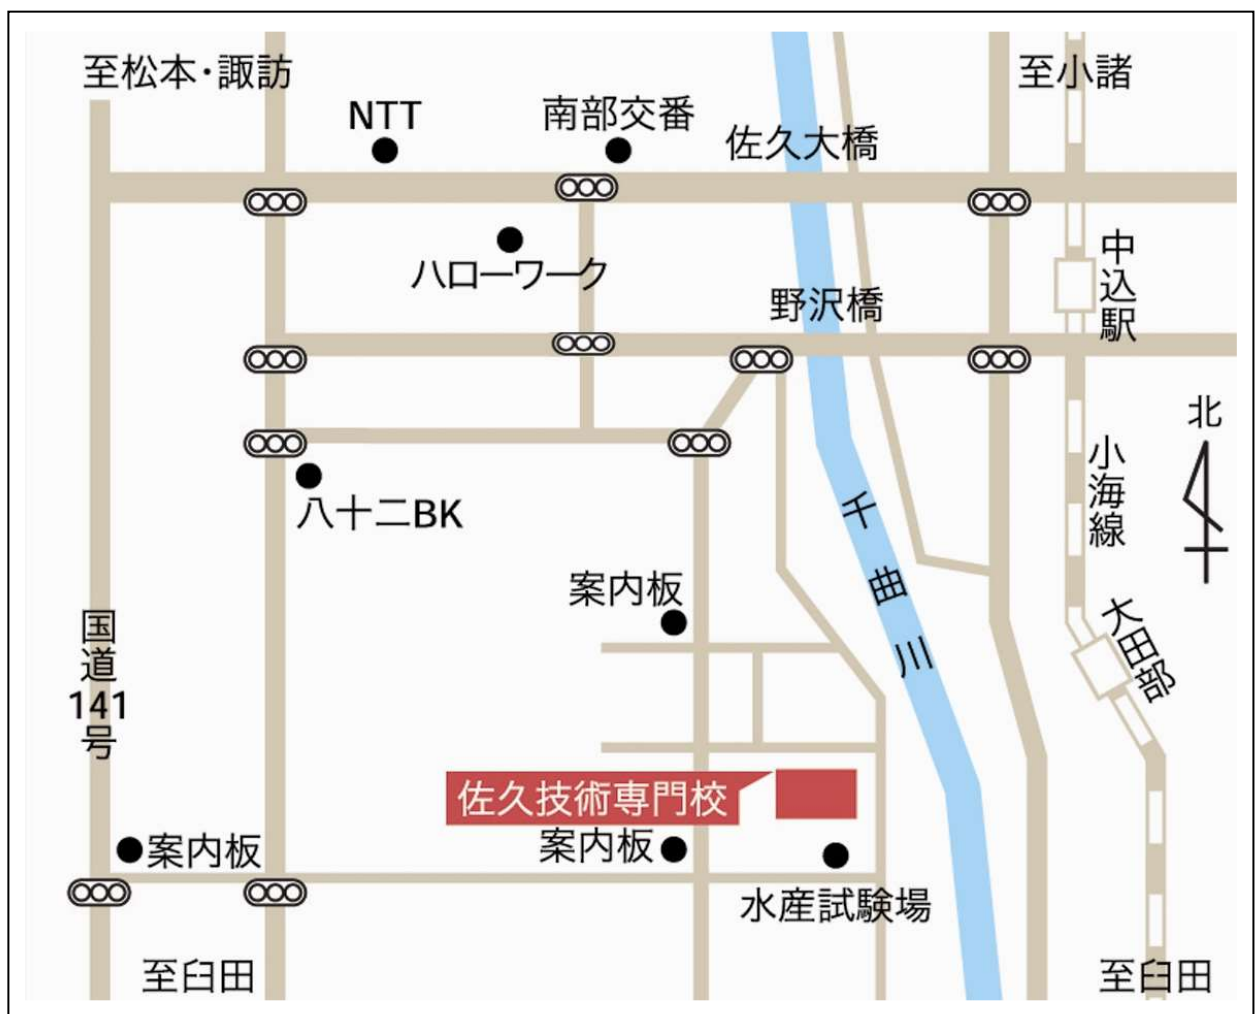 至松本・諏訪
至小諸
NTT
南部交番
佐久大橋
ハローワーク
中込駅
野沢橋
北
八十二BK
小海線
千曲川
案内板
大田部
国道
141
号
佐久技術専門校
案内板
案内板
水産試験場
至臼田
至臼田